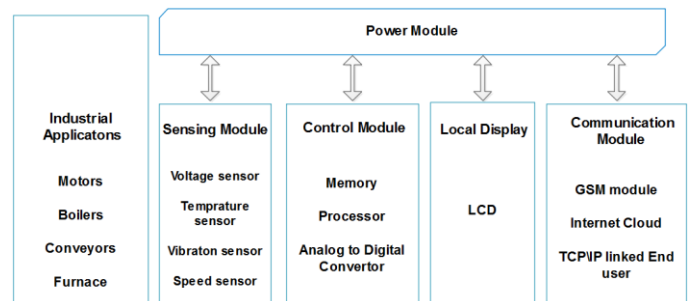 Power Module
Industrial
Applicatons
Motors
Boilers
Conveyors
Furnace
Sensing Module
Voltage sensor
Temprature
sensor
Vibraton sensor
Speed sensor
Control Module
Memory
Processor
Analog to Digital
Convertor
Local Display
LCD
Communication
Module
GSM module
Internet Cloud
TCP\IP linked End
user